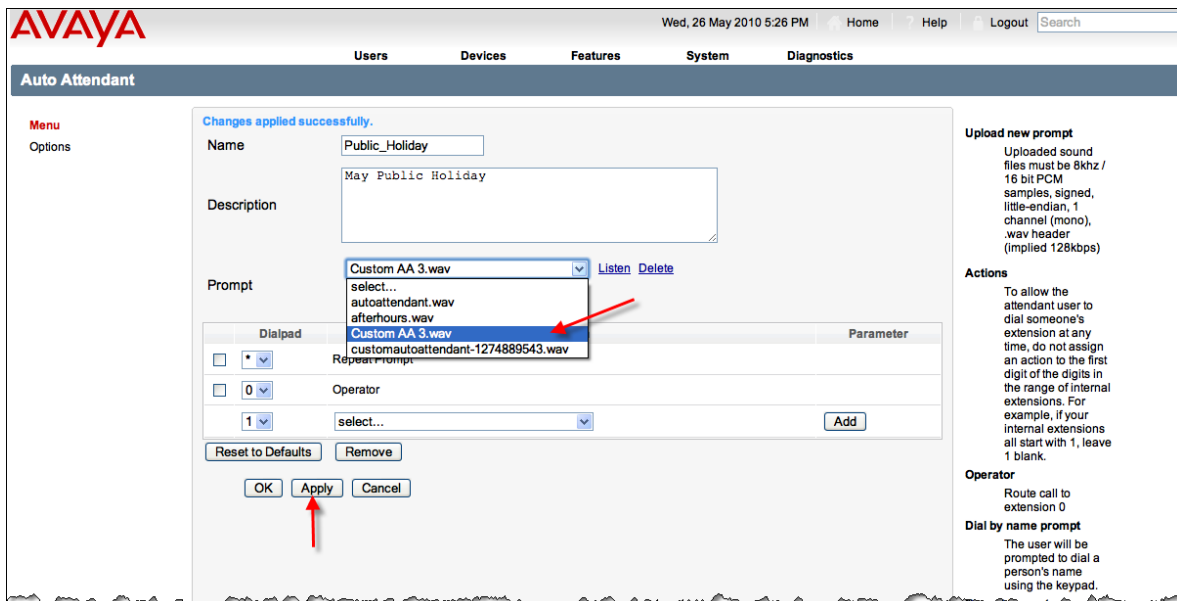 AVAYA
Wed, 26 May 2010 5:26 PM Home ? Help Logout Search
Users Devices Features System Diagnostics
Auto Attendant
Menu
Options
Changes applied successfully.
Name Public_Holiday
Description May Public Holiday
Prompt Custom AA 3.wav Listen Delete
select...
autoattendant.wav
afterhours.wav
Custom AA 3.wav
customautoattendant-1274889543.wav
Dialpad Parameter
* Repeat Prompt
0 Operator
1 select... Add
Reset to Defaults Remove
OK Apply Cancel
Upload new prompt
Uploaded sound
files must be 8khz /
16 bit PCM
samples, signed,
little-endian, 1
channel (mono),
.wav header
(implied 128kbps)
Actions
To allow the
attendant user to
dial someone's
extension at any
time, do not assign
an action to the first
digit of the digits in
the range of internal
extensions. For
example, if your
internal extensions
all start with 1, leave
1 blank.
Operator
Route call to
extension 0
Dial by name prompt
The user will be
prompted to dial a
person's name
using the keypad.